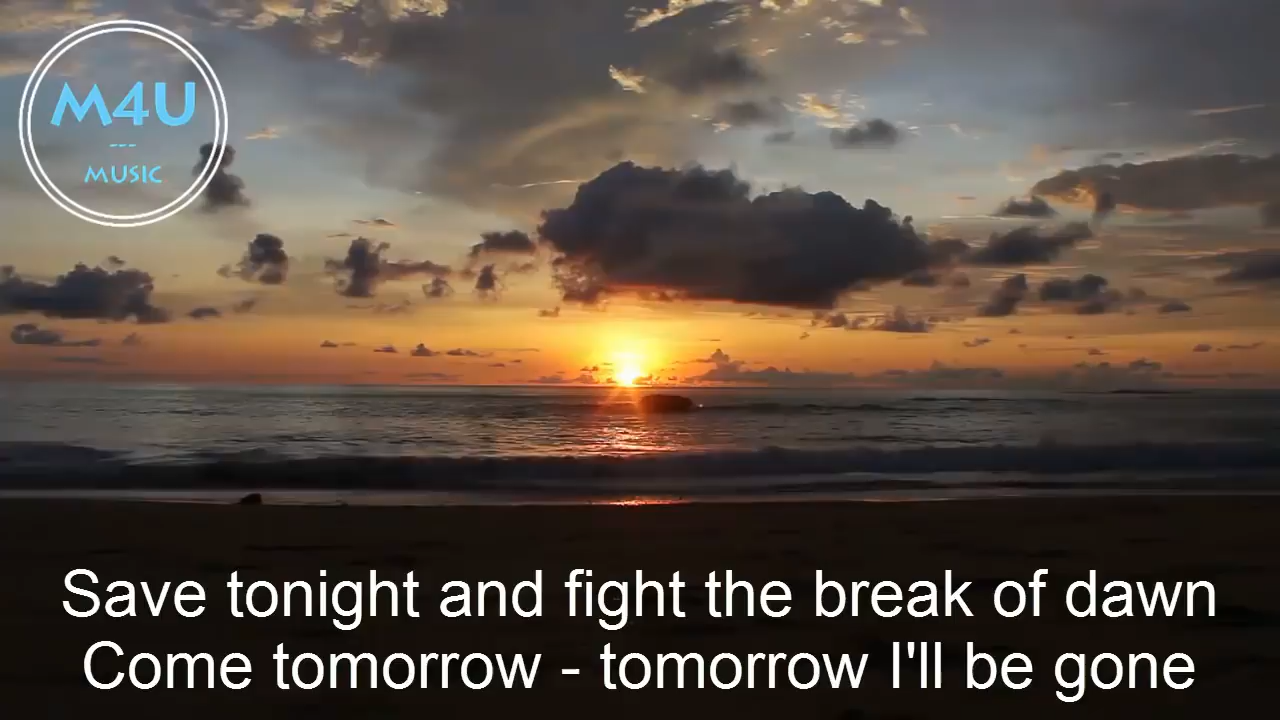 M4U
---
MUSIC
Save tonight and fight the break of dawn
Come tomorrow - tomorrow I'll be gone